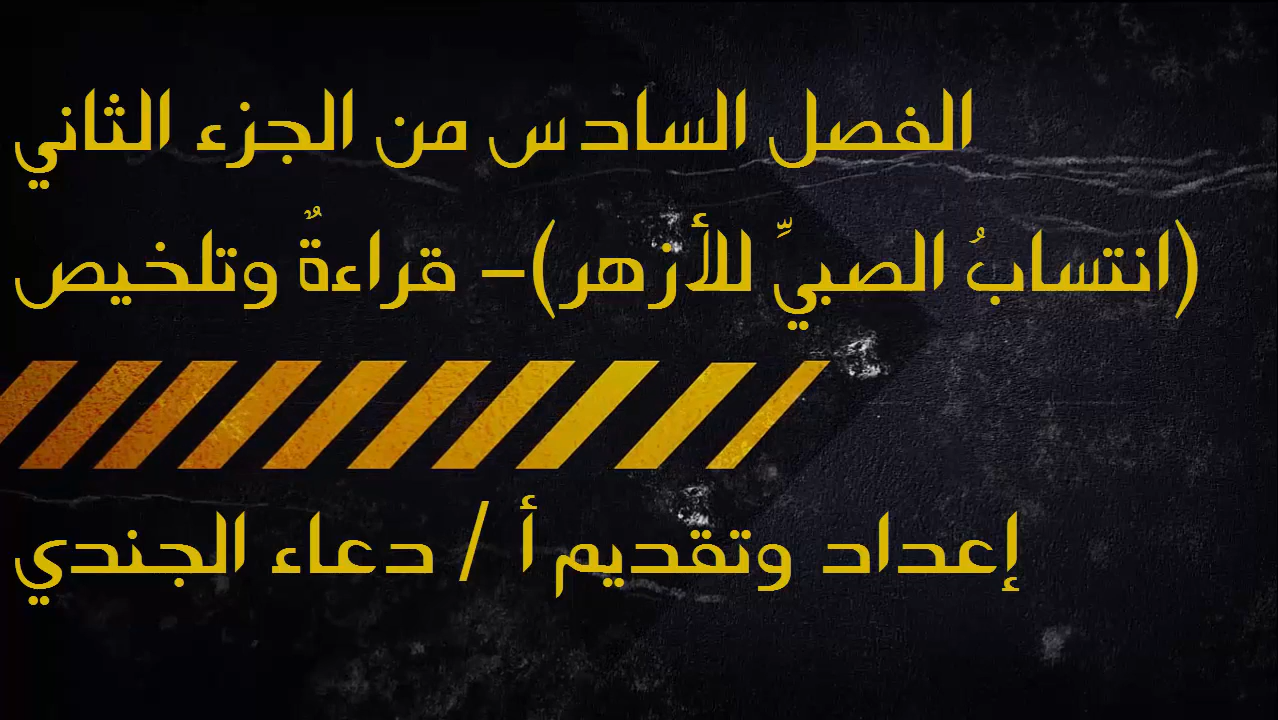 الفصل السادس من الجزء الثاني
(انتسابُ الصبيِّ للأزهر)– قراءةٌ وتلخيص
إعداد وتقديم أ / دعاء الجندي